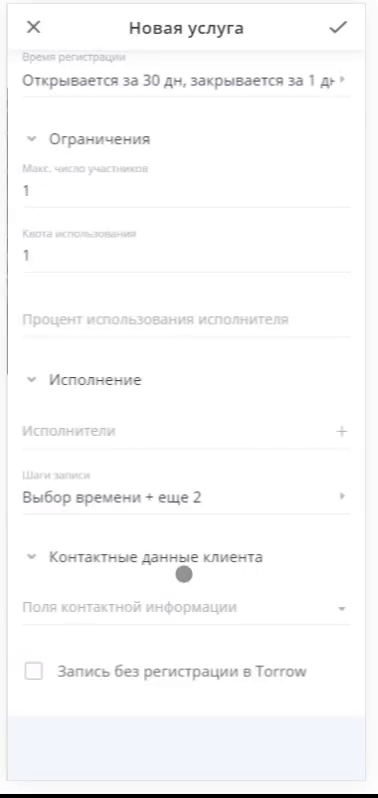 Новая услуга
Время регистрации
Открывается за 30 дн, закрывается за 1 дн
Ограничения
Макс. число участников
1
Квота использования
1
Процент использования исполнителя
Исполнение
Исполнители
Шаги записи
Выбор времени + еще 2
Контактные данные клиента
Поля контактной информации
Запись без регистрации в Torrow